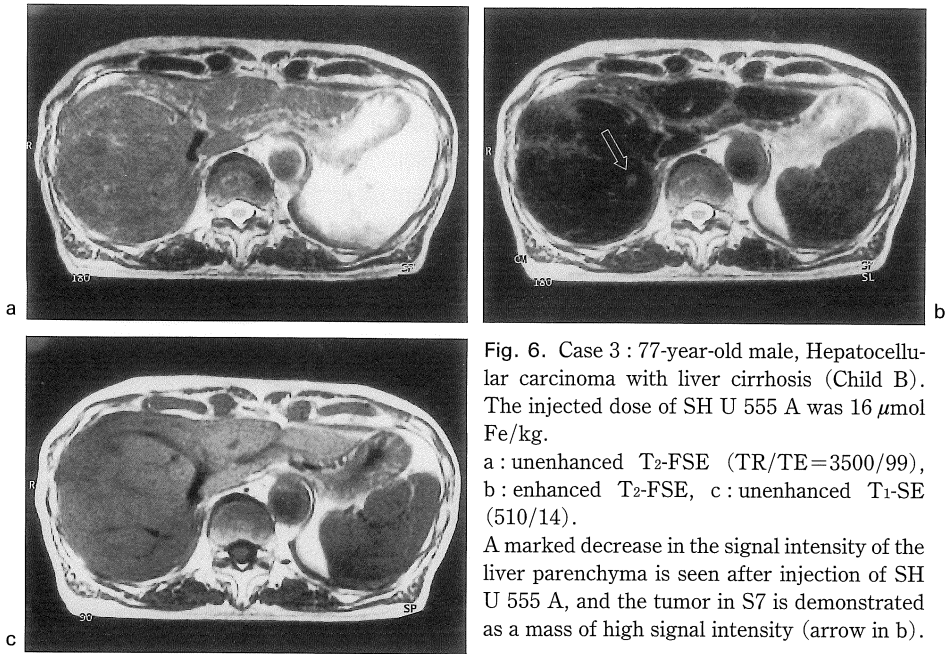 R
180
SP
a
R
CM
180
SL
b
R
90
SP
c
Fig. 6. Case 3 : 77-year-old male, Hepatocellu-
lar carcinoma with liver cirrhosis (Child B).
The injected dose of SH U 555 A was 16 μmol
Fe/kg.
a : unenhanced T2-FSE (TR/TE=3500/99),
b : enhanced T2-FSE, c : unenhanced T1-SE
(510/14).
A marked decrease in the signal intensity of the
liver parenchyma is seen after injection of SH
U 555 A, and the tumor in S7 is demonstrated
as a mass of high signal intensity (arrow in b).